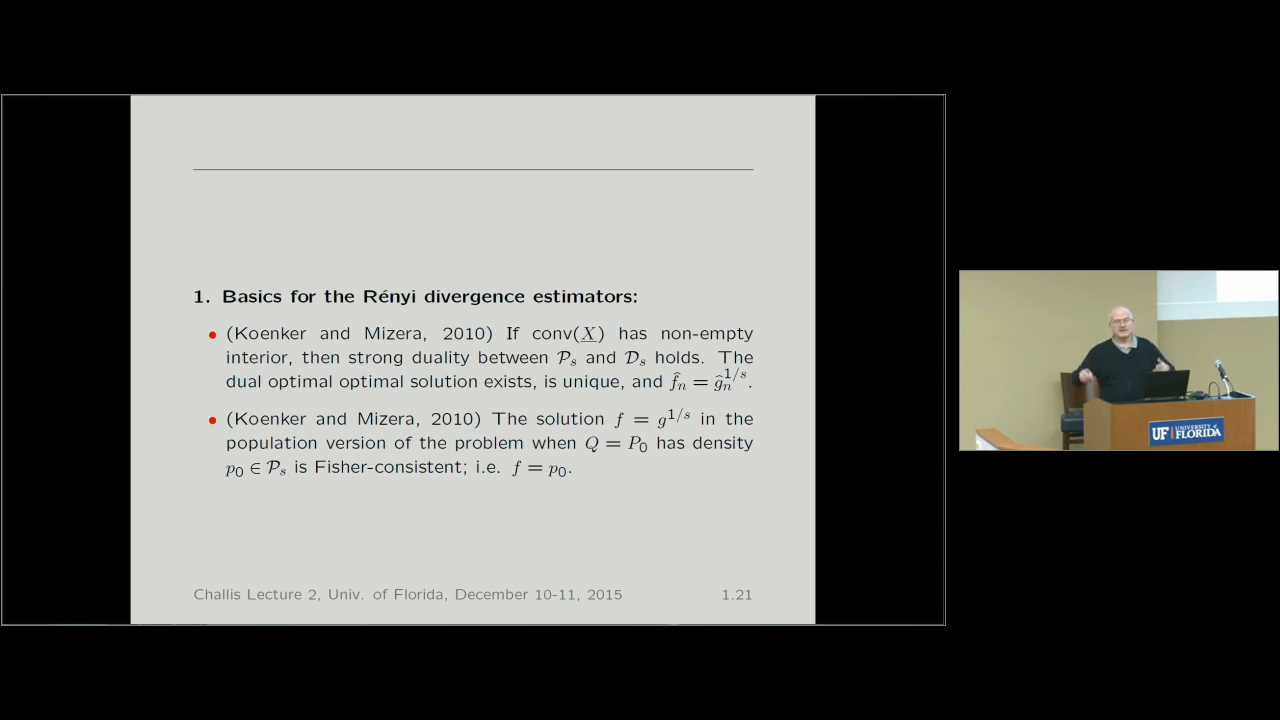 1. Basics for the Rényi divergence estimators:
• (Koenker and Mizera, 2010) If conv(X̲) has non-empty
interior, then strong duality between 𝒫ₛ and 𝒟ₛ holds. The
dual optimal optimal solution exists, is unique, and f̂ₙ = ĝₙ^{1/s}.
• (Koenker and Mizera, 2010) The solution f = g^{1/s} in the
population version of the problem when Q = P₀ has density
p₀ ∈ 𝒫ₛ is Fisher-consistent; i.e. f = p₀.
Challis Lecture 2, Univ. of Florida, December 10-11, 2015 1.21
UF UNIVERSITY of FLORIDA